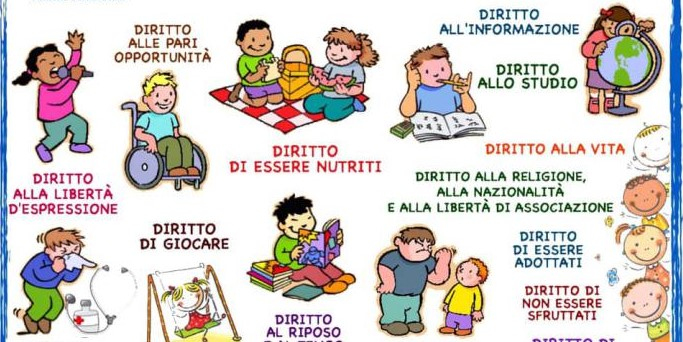 DIRITTO
ALLE PARI
OPPORTUNITÀ
DIRITTO
ALL'INFORMAZIONE
DIRITTO
ALLO STUDIO
DIRITTO
ALLA LIBERTÀ
D'ESPRESSIONE
DIRITTO
DI ESSERE NUTRITI
DIRITTO ALLA VITA
DIRITTO ALLA RELIGIONE,
ALLA NAZIONALITÀ
E ALLA LIBERTÀ DI ASSOCIAZIONE
DIRITTO
DI GIOCARE
DIRITTO
DI ESSERE
ADOTTATI
DIRITTO DI
NON ESSERE
SFRUTTATI
DIRITTO
AL RIPOSO
DIRITTO DI